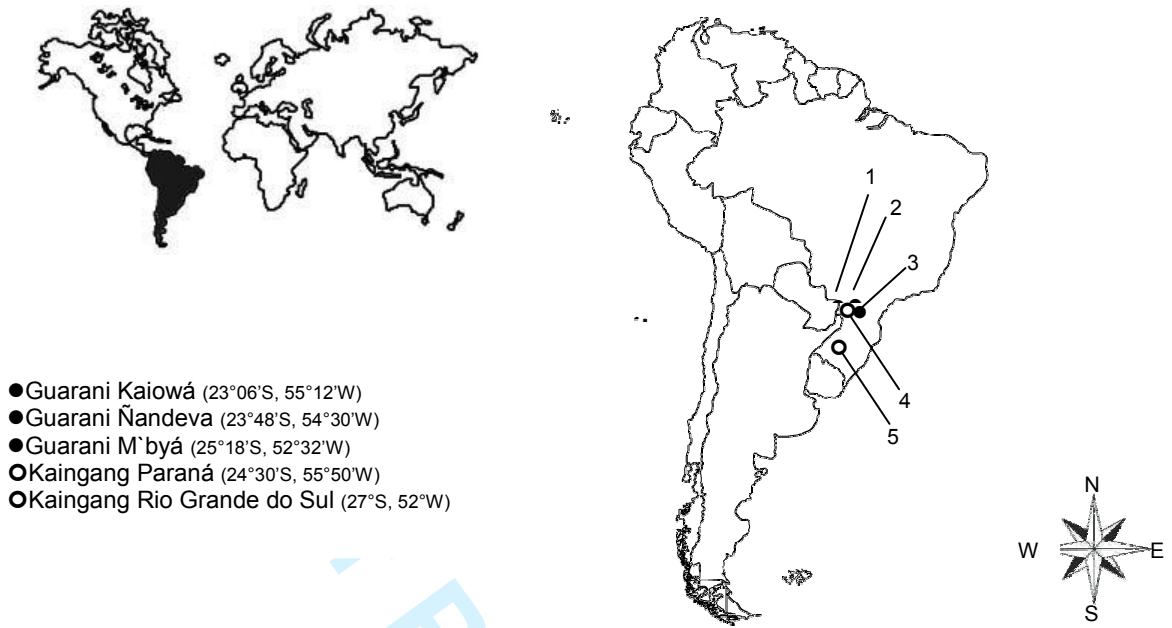 1
2
3
4
5
●Guarani Kaiowá (23°06'S, 55°12'W)
●Guarani Ñandeva (23°48'S, 54°30'W)
●Guarani M`byá (25°18'S, 52°32'W)
OKaingang Paraná (24°30'S, 55°50'W)
OKaingang Rio Grande do Sul (27°S, 52°W)
N
W E
S